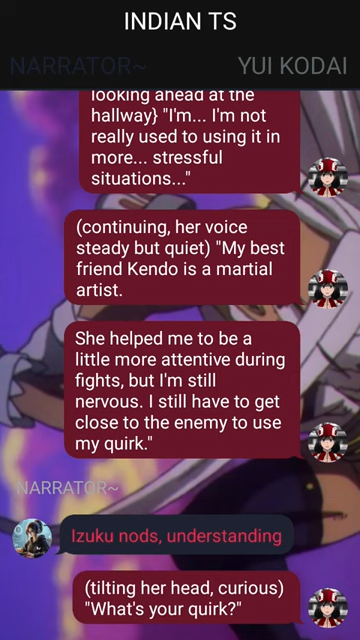 INDIAN TS
NARRATOR~ YUI KODAI
looking ahead at the
hallway} "I'm... I'm not
really used to using it in
more... stressful
situations..."
(continuing, her voice
steady but quiet) "My best
friend Kendo is a martial
artist.
She helped me to be a
little more attentive during
fights, but I'm still
nervous. I still have to get
close to the enemy to use
my quirk."
NARRATOR~
Izuku nods, understanding
(tilting her head, curious)
"What's your quirk?"